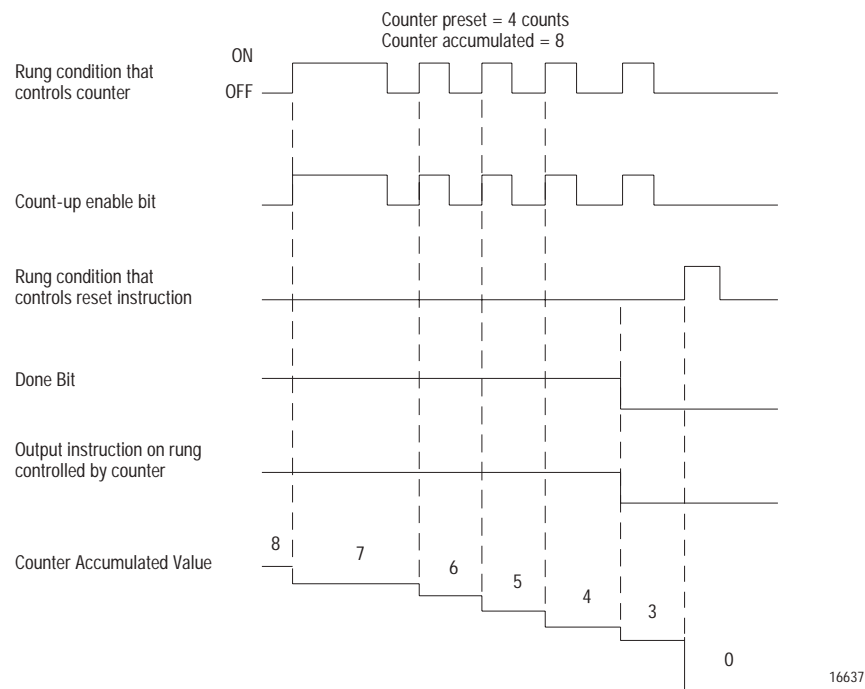 Counter preset = 4 counts
Counter accumulated = 8
ON
Rung condition that
controls counter
OFF
Count-up enable bit
Rung condition that
controls reset instruction
Done Bit
Output instruction on rung
controlled by counter
Counter Accumulated Value
8
7
6
5
4
3
0
16637